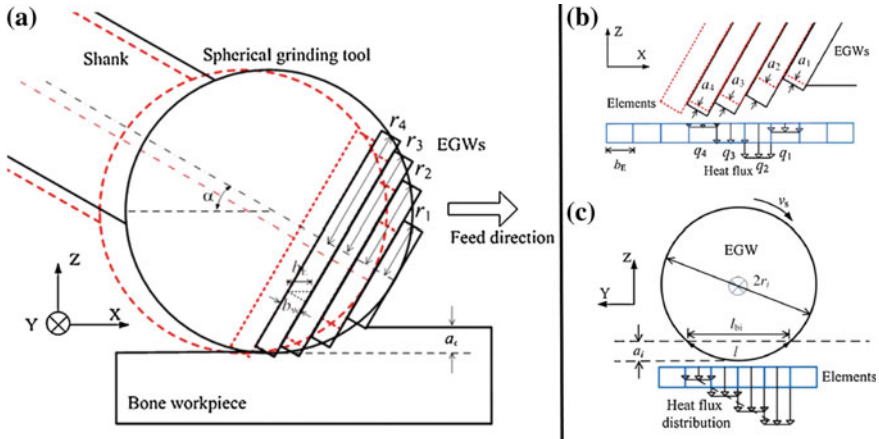 (a)
Shank
Spherical grinding tool
r4
r3
r2
r1
EGWs
α
Feed direction
Z
Y
X
ae
Bone workpiece
(b)
Z
X
a4
a3
a2
a1
EGWs
Elements
bE
q4
q3
q2
q1
Heat flux
(c)
vs
EGW
Z
Y
2ri
lbi
ai
l
Elements
Heat flux
distribution